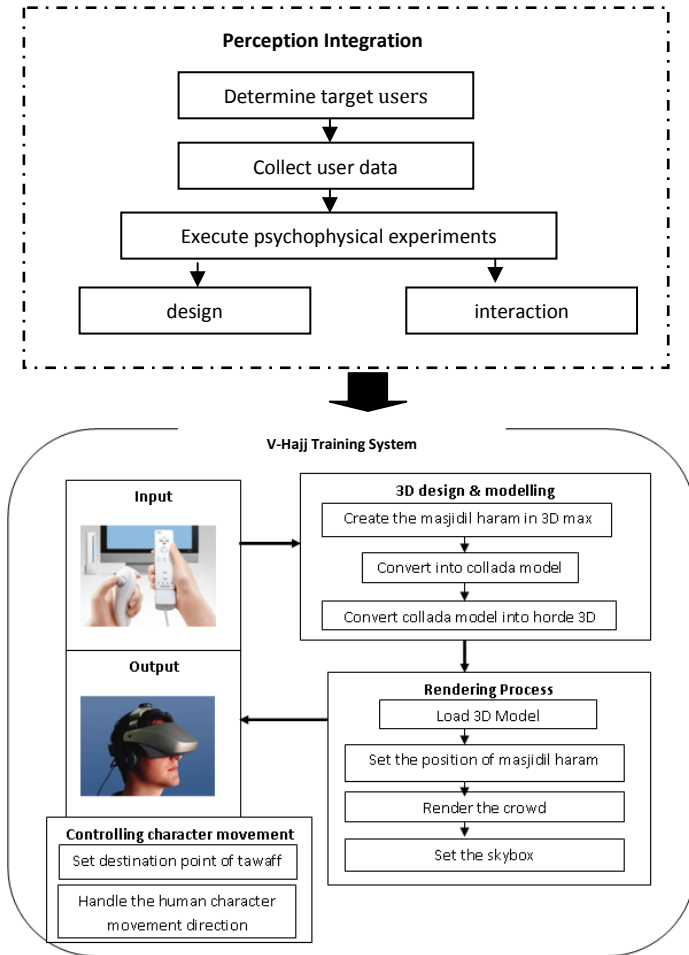 Perception Integration
Determine target users
Collect user data
Execute psychophysical experiments
design
interaction
V-Hajj Training System
Input
Output
Controlling character movement
Set destination point of tawaff
Handle the human character
movement direction
3D design & modelling
Create the masjidil haram in 3D max
Convert into collada model
Convert collada model into horde 3D
Rendering Process
Load 3D Model
Set the position of masjidil haram
Render the crowd
Set the skybox